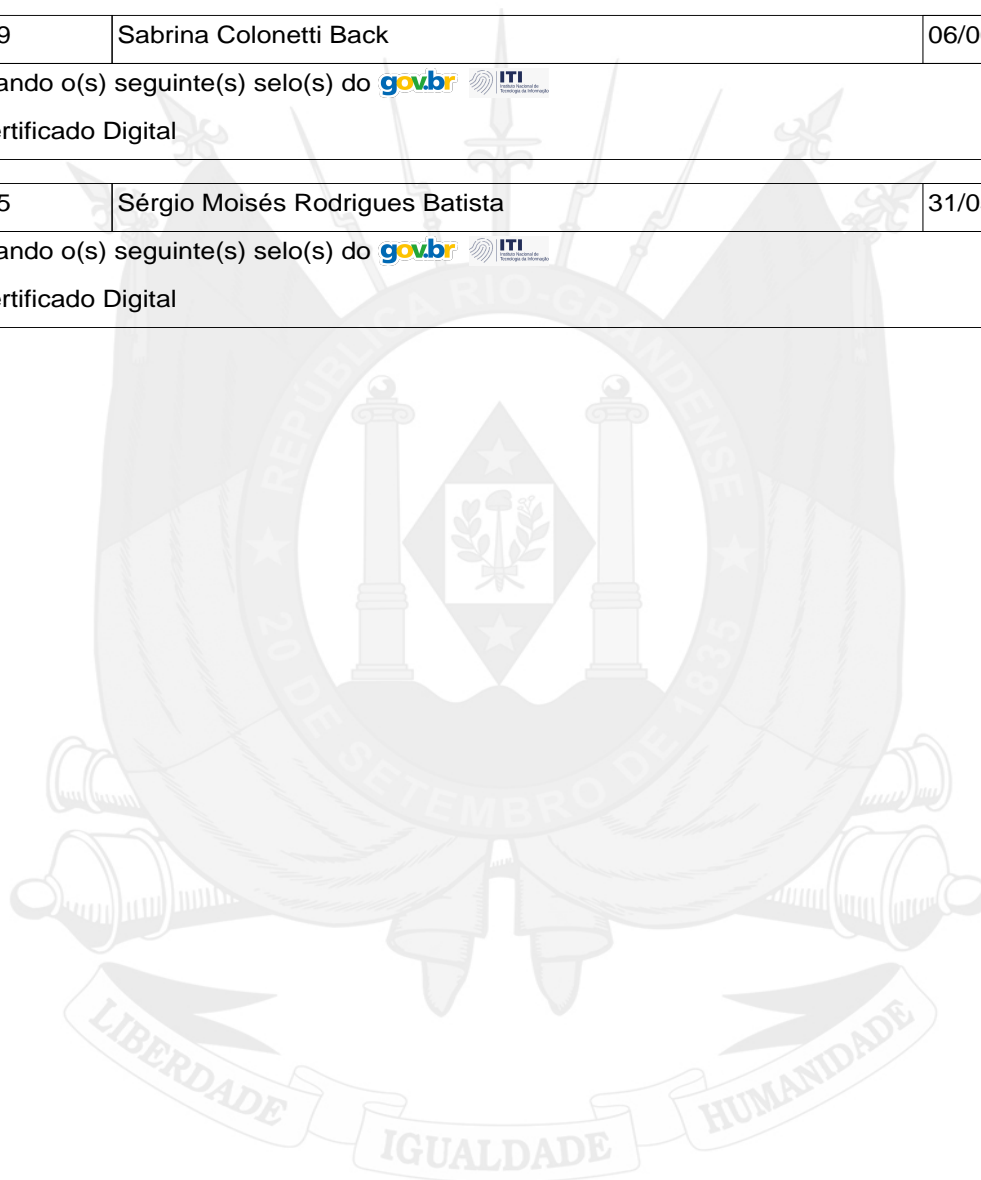 9 Sabrina Colonetti Back 06/0
ando o(s) seguinte(s) selo(s) do gov.br ITI
rtificado Digital
5 Sérgio Moisés Rodrigues Batista 31/0
ando o(s) seguinte(s) selo(s) do gov.br ITI
rtificado Digital
REPÚBLICA RIO-GRANDENSE
20 DE SETEMBRO DE 1835
LIBERDADE IGUALDADE HUMANIDADE